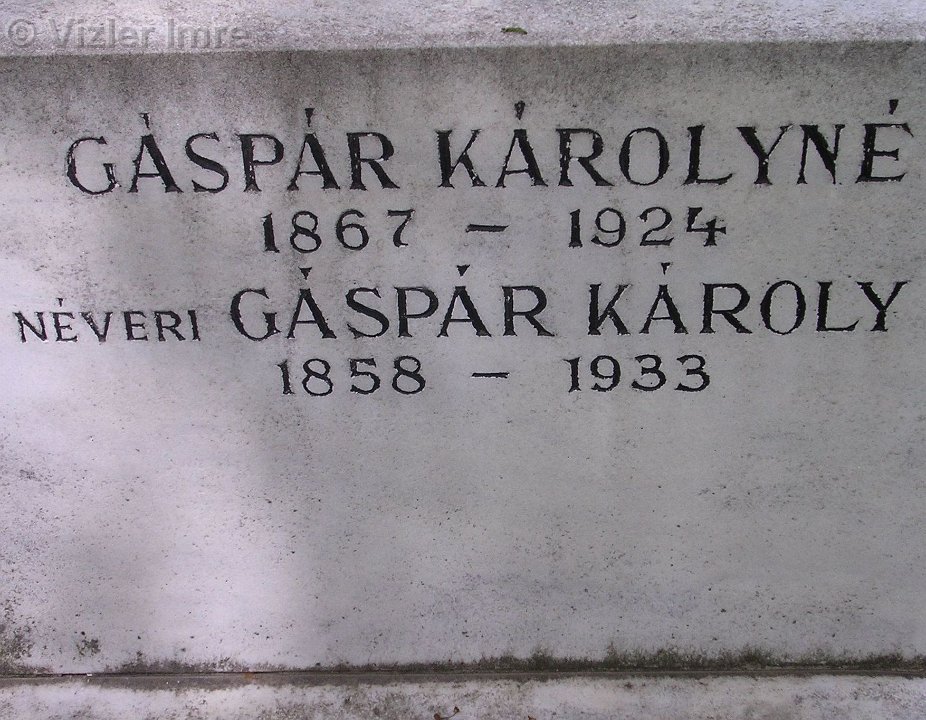 © Vizler Imre
GÁSPÁR KÁROLYNÉ
1867 – 1924
NÉVERI GÁSPÁR KÁROLY
1858 – 1933